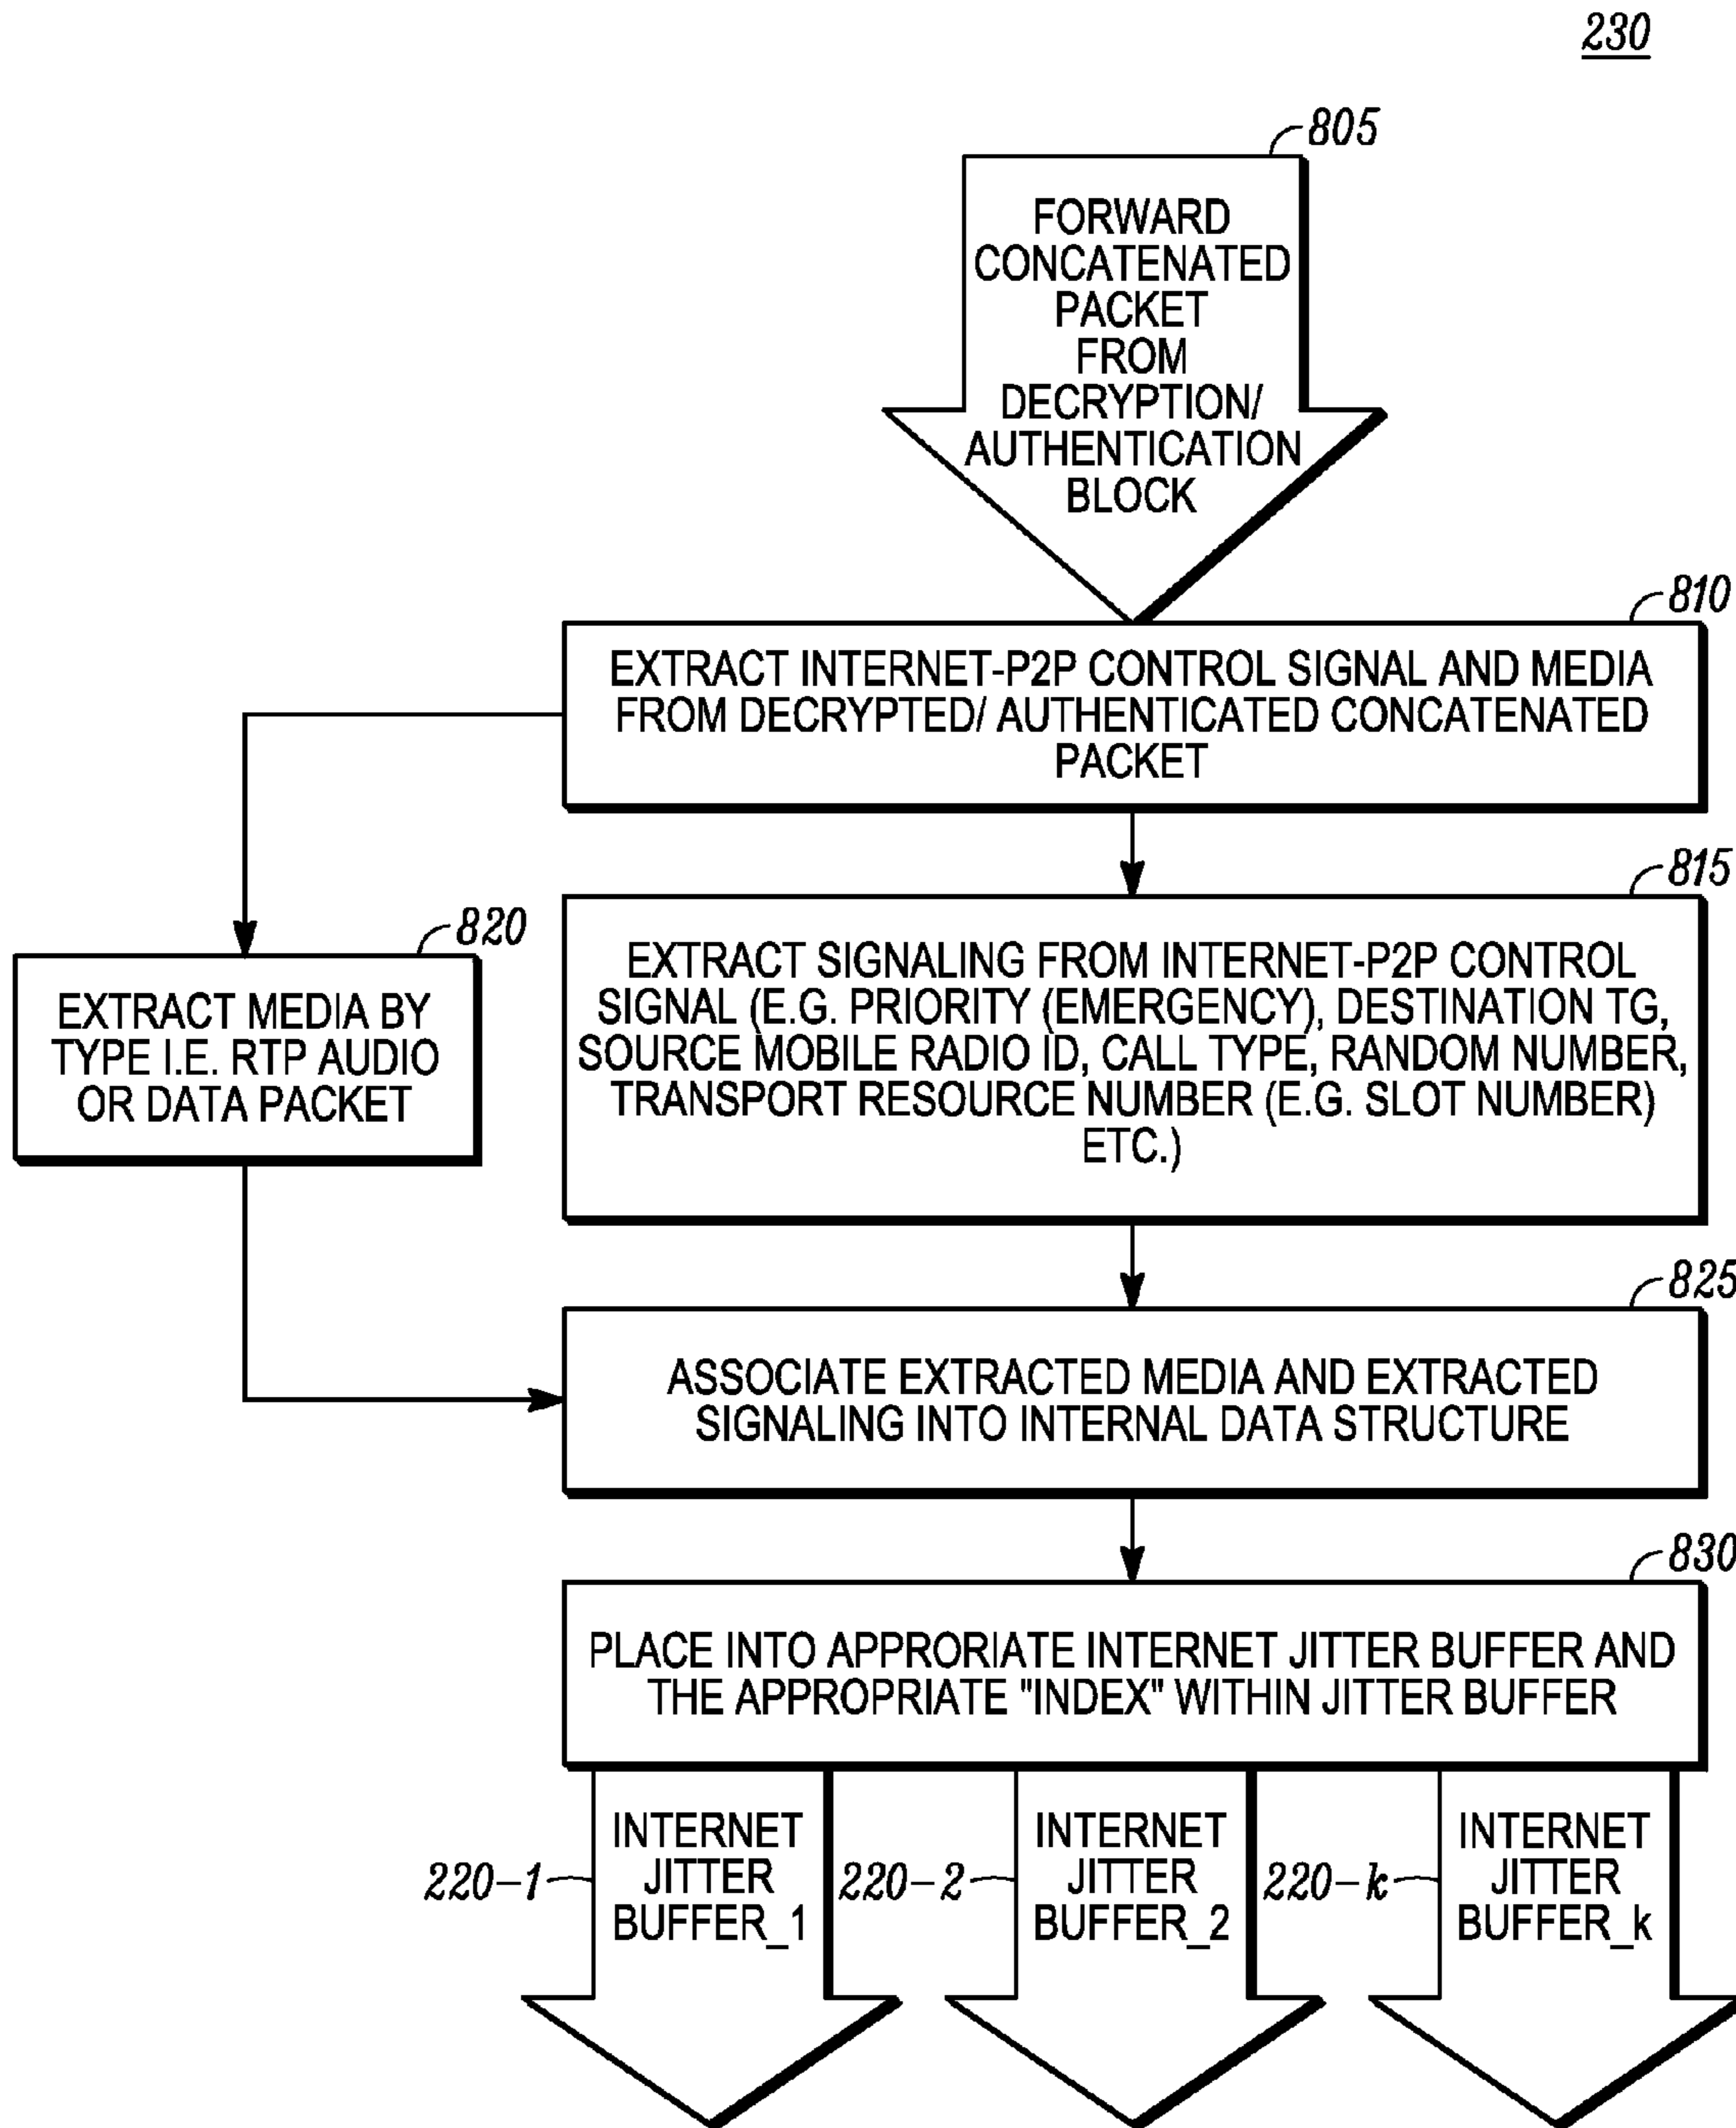 230
805
FORWARD
CONCATENATED
PACKET
FROM
DECRYPTION/
AUTHENTICATION
BLOCK
810
EXTRACT INTERNET-P2P CONTROL SIGNAL AND MEDIA
FROM DECRYPTED/ AUTHENTICATED CONCATENATED
PACKET
815
EXTRACT SIGNALING FROM INTERNET-P2P CONTROL
SIGNAL (E.G. PRIORITY (EMERGENCY), DESTINATION TG,
SOURCE MOBILE RADIO ID, CALL TYPE, RANDOM NUMBER,
TRANSPORT RESOURCE NUMBER (E.G. SLOT NUMBER)
ETC.)
820
EXTRACT MEDIA BY
TYPE I.E. RTP AUDIO
OR DATA PACKET
825
ASSOCIATE EXTRACTED MEDIA AND EXTRACTED
SIGNALING INTO INTERNAL DATA STRUCTURE
830
PLACE INTO APPRORIATE INTERNET JITTER BUFFER AND
THE APPROPRIATE "INDEX" WITHIN JITTER BUFFER
220-1
INTERNET
JITTER
BUFFER_1
220-2
INTERNET
JITTER
BUFFER_2
220-k
INTERNET
JITTER
BUFFER_k